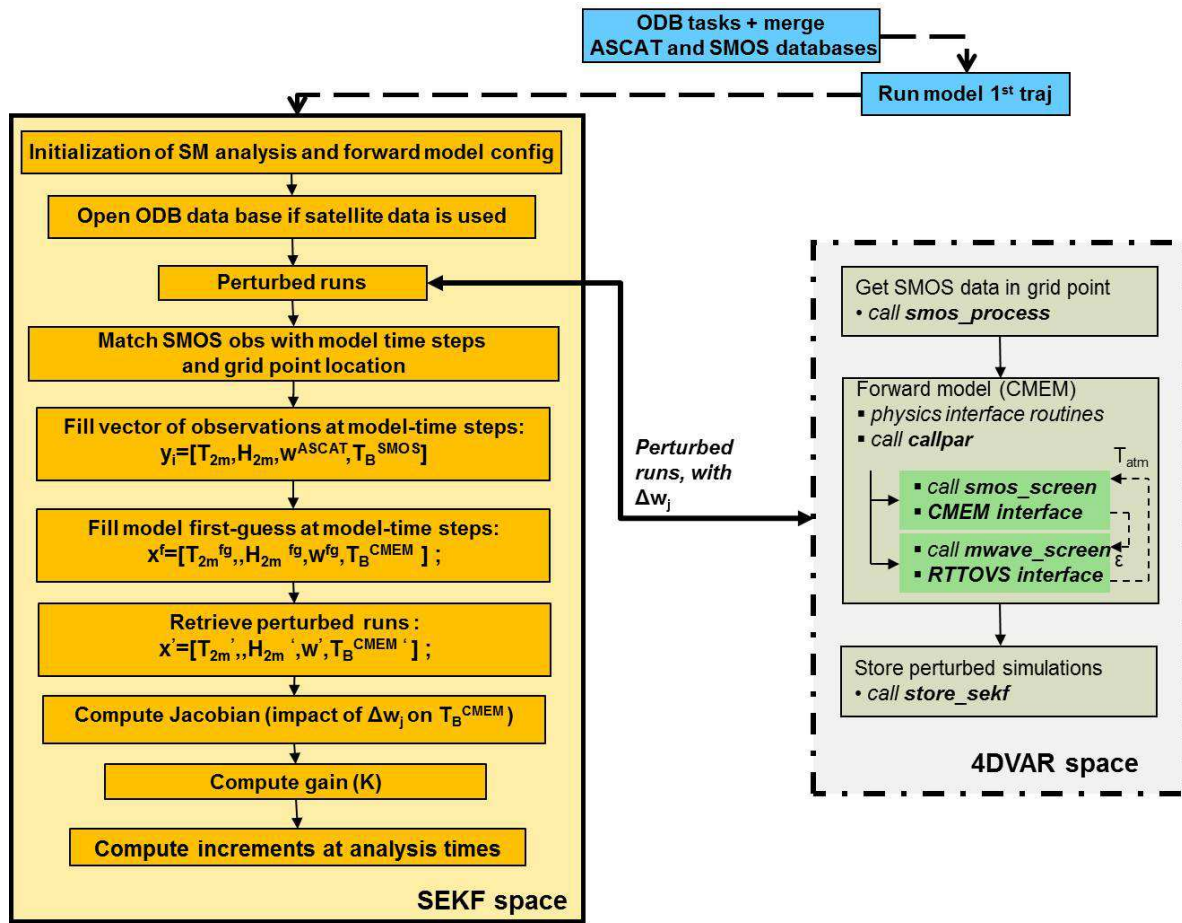 ODB tasks + merge
ASCAT and SMOS databases
Run model 1st traj
Initialization of SM analysis and forward model config
Open ODB data base if satellite data is used
Perturbed runs
Match SMOS obs with model time steps
and grid point location
Fill vector of observations at model-time steps:
yi=[T2m,H2m,wASCAT,TBSMOS]
Fill model first-guess at model-time steps:
xf=[T2mfg,,H2m fg,wfg,TBCMEM ] ;
Retrieve perturbed runs :
x'=[T2m',,H2m ‘,w',TBCMEM ‘ ] ;
Compute Jacobian (impact of Δwj on TBCMEM )
Compute gain (K)
Compute increments at analysis times
SEKF space
Perturbed
runs, with
Δwj
Get SMOS data in grid point
• call smos_process
Forward model (CMEM)
▪ physics interface routines
▪ call callpar
Tatm
▪ call smos_screen
▪ CMEM interface
▪ call mwave_screen
ε
▪ RTTOVS interface
Store perturbed simulations
• call store_sekf
4DVAR space